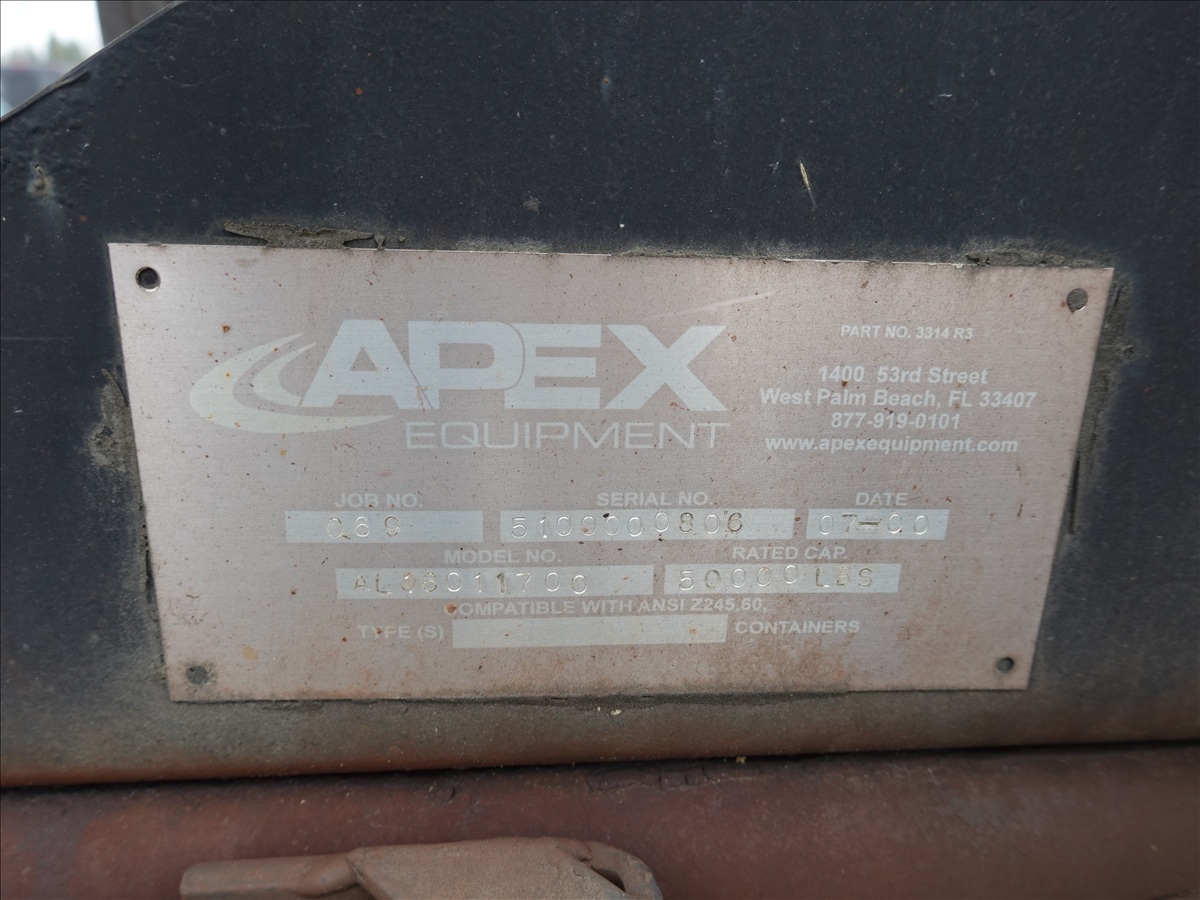 APEX
EQUIPMENT
PART NO. 3314 R3
1400 53rd Street
West Palm Beach, FL 33407
877-919-0101
www.apexequipment.com
JOB NO. SERIAL NO. DATE
069 5100000806 07-00
MODEL NO. RATED CAP.
AL06011700 50000 LBS
COMPATIBLE WITH ANSI Z245.60,
TYPE (S) CONTAINERS